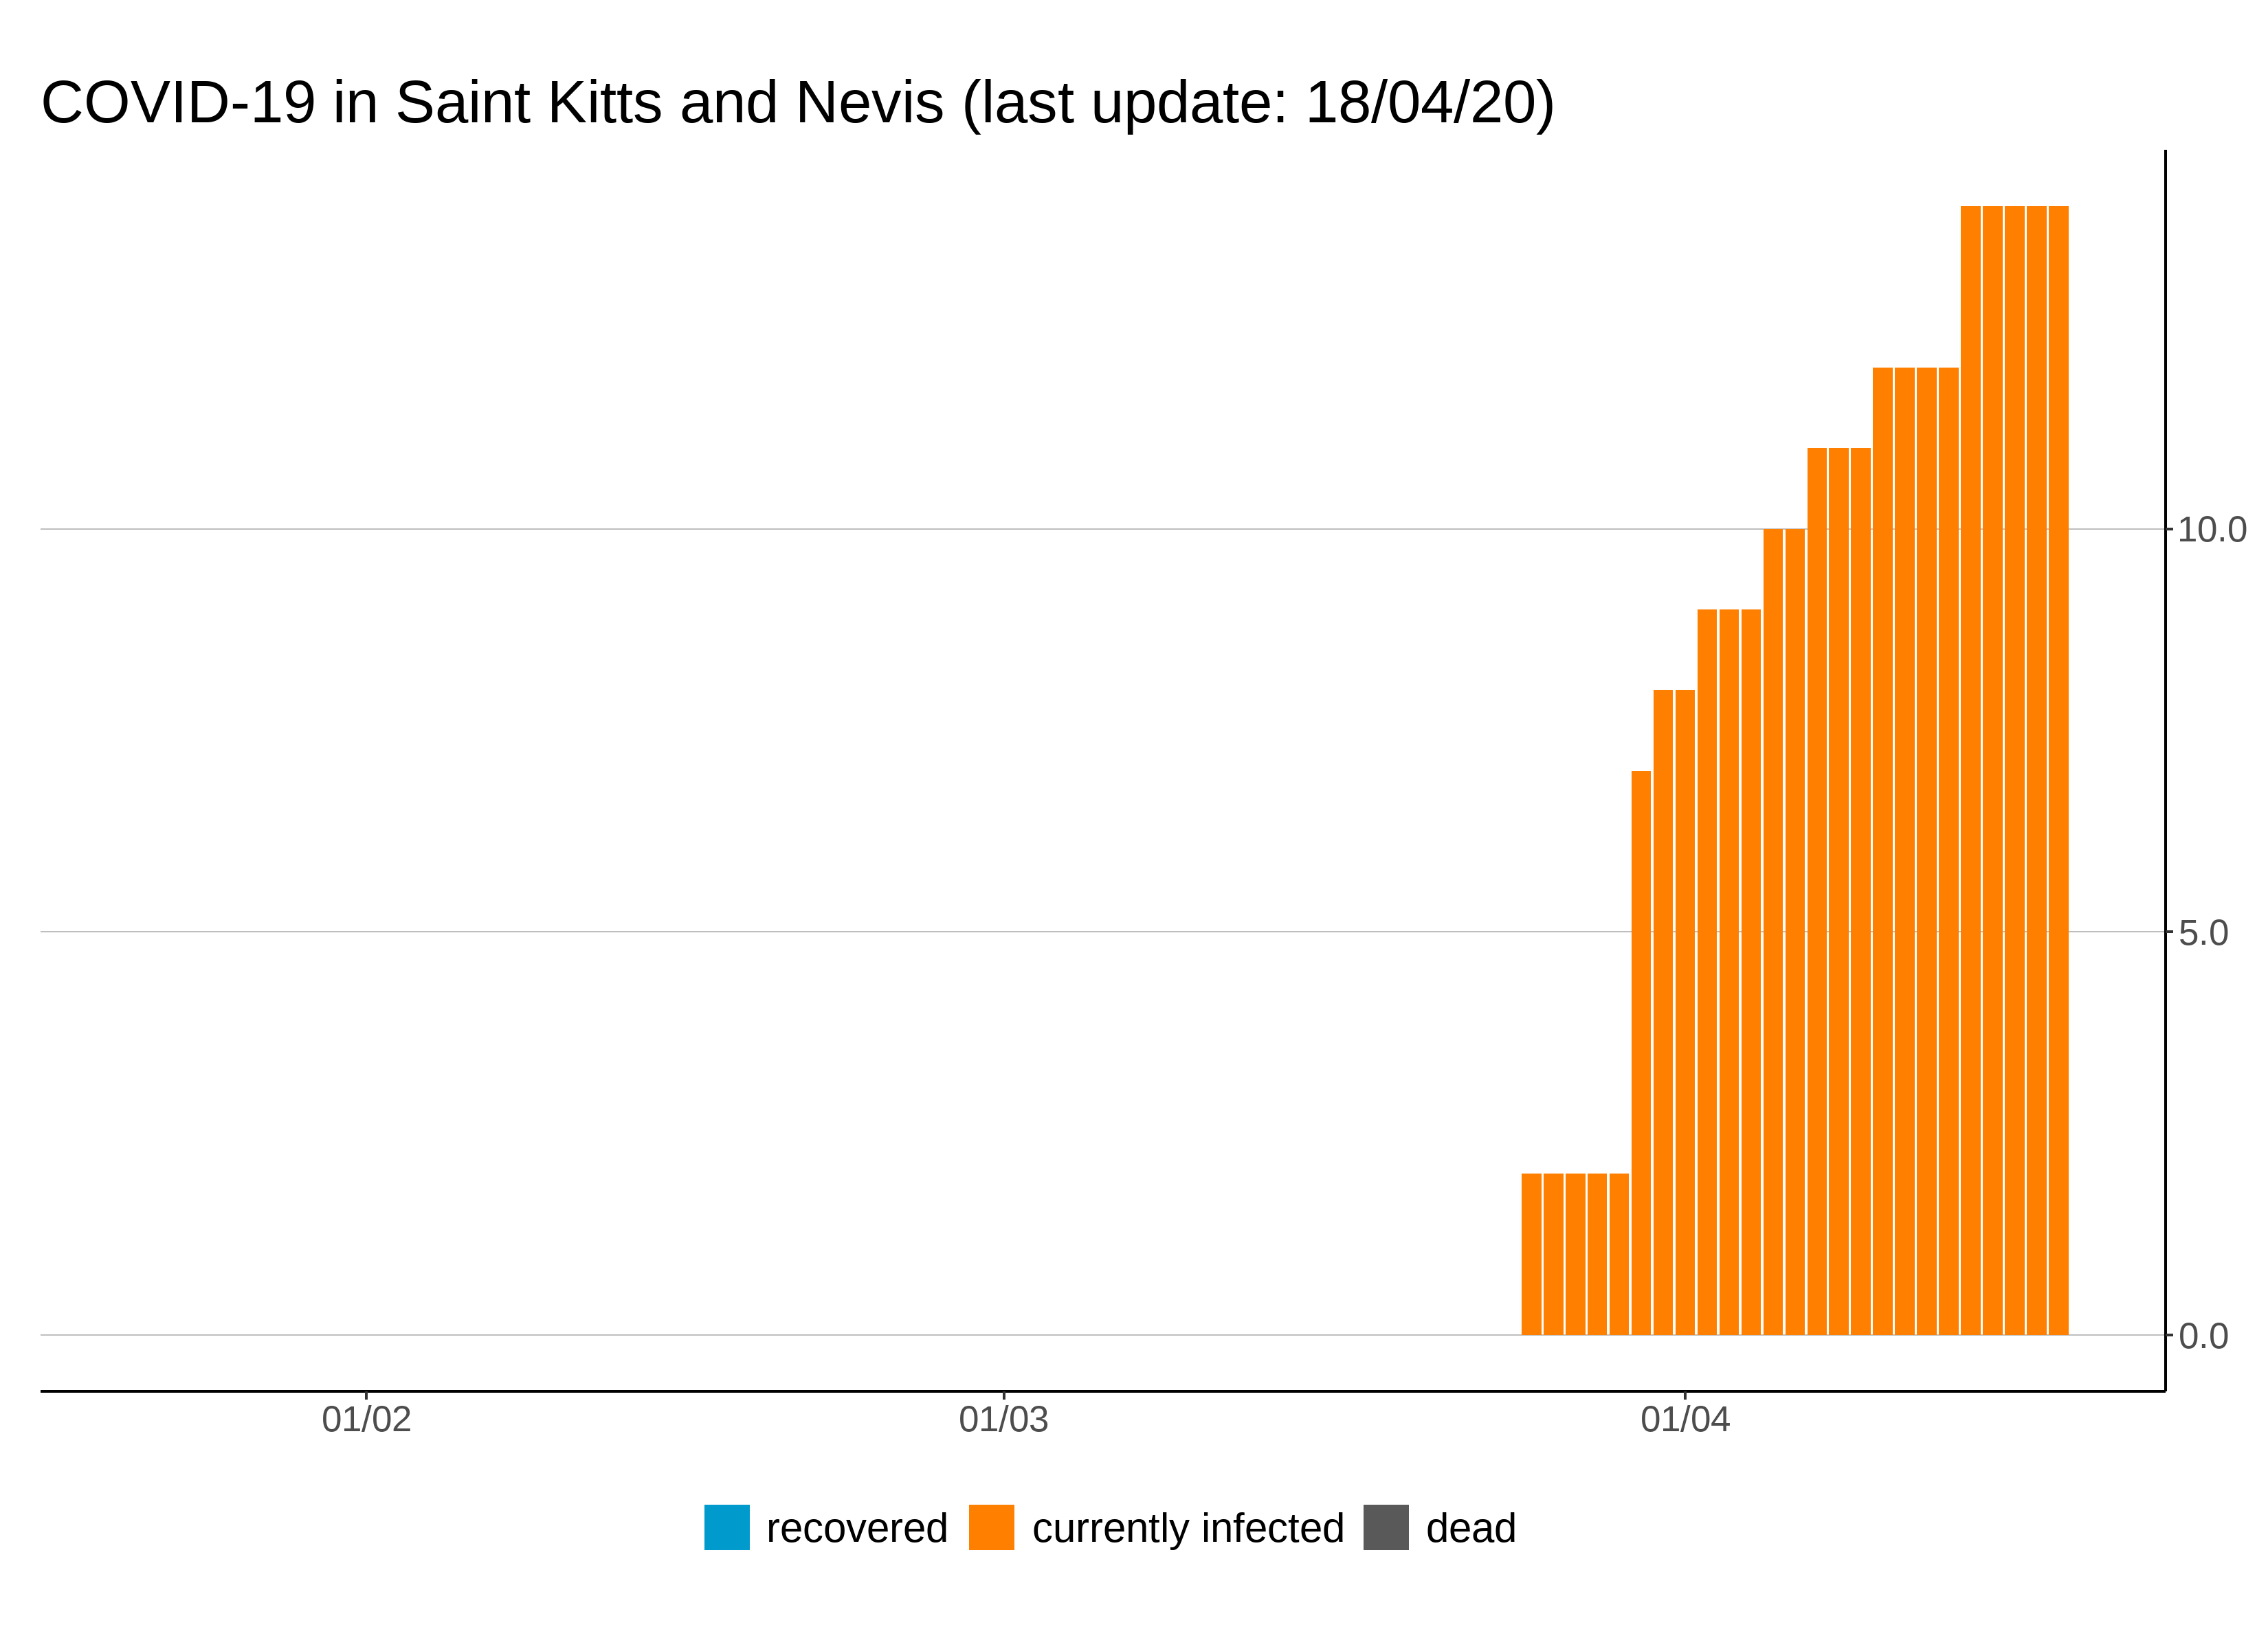 COVID-19 in Saint Kitts and Nevis (last update: 18/04/20)
10.0
5.0
0.0
01/02 01/03 01/04
recovered currently infected dead